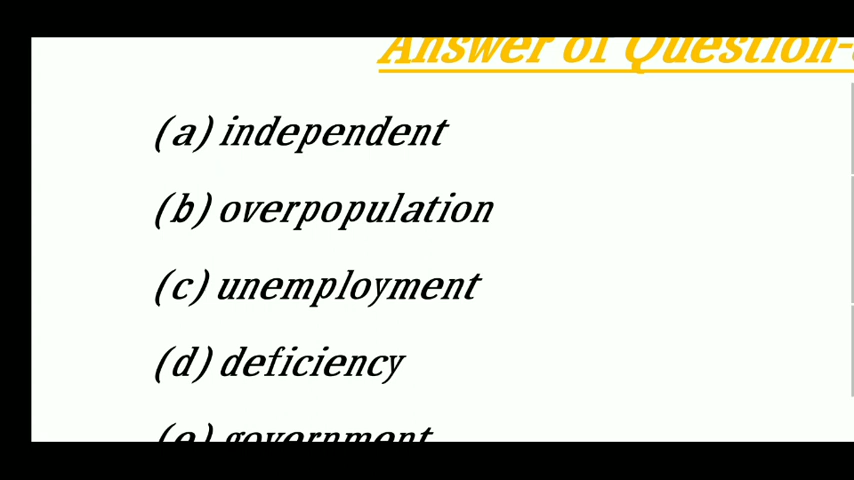 Answer of Question-
(a) independent
(b) overpopulation
(c) unemployment
(d) deficiency
(e) government